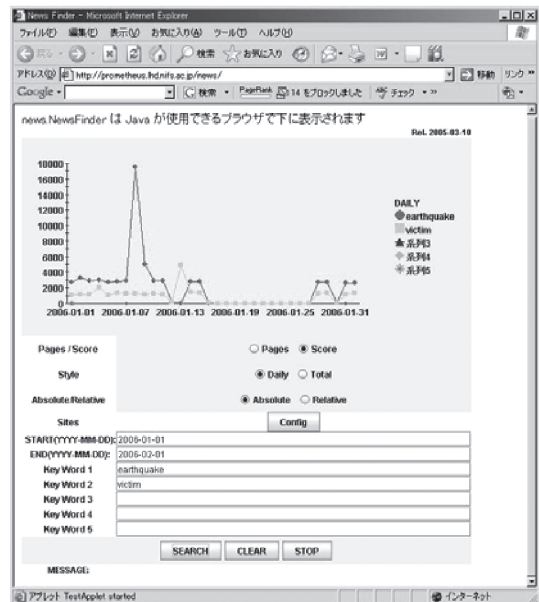 News Finder - Microsoft Internet Explorer
ファイル(F) 編集(E) 表示(V) お気に入り(A) ツール(T) ヘルプ(H)
戻る 検索 お気に入り
アドレス(D) http://prometheus.lhd.nifs.ac.jp/news/ 移動 リンク »
Google 検索 PageRank 14 をブロックしました チェック »
news.NewsFinder は Java が使用できるブラウザで下に表示されます
Rel. 2005-03-10
18000
16000
14000
12000
10000
8000
6000
4000
2000
0
2006-01-01 2006-01-07 2006-01-13 2006-01-19 2006-01-25 2006-01-31
DAILY
earthquake
victim
系列3
系列4
系列5
Pages / Score Pages Score
Style Daily Total
Absolute/Relative Absolute Relative
Sites Config
START(YYYY-MM-DD): 2006-01-01
END(YYYY-MM-DD): 2006-02-01
Key Word 1 earthquake
Key Word 2 victim
Key Word 3
Key Word 4
Key Word 5
SEARCH CLEAR STOP
MESSAGE:
アプレット TestApplet started インターネット